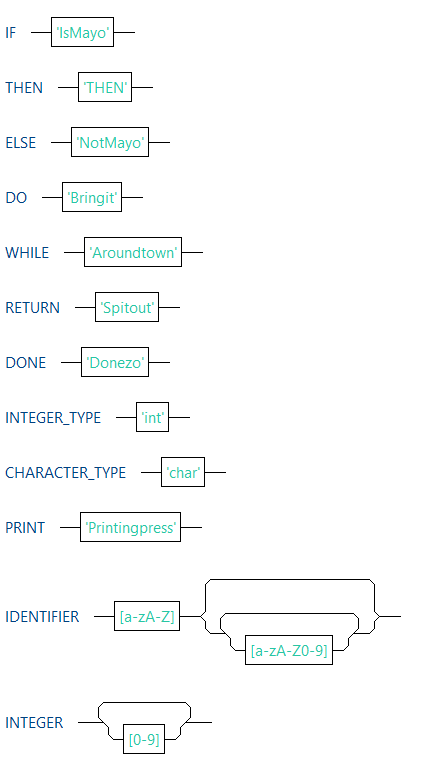 IF 'IsMayo'
THEN 'THEN'
ELSE 'NotMayo'
DO 'Bringit'
WHILE 'Aroundtown'
RETURN 'Spitout'
DONE 'Donezo'
INTEGER_TYPE 'int'
CHARACTER_TYPE 'char'
PRINT 'Printingpress'
IDENTIFIER [a-zA-Z]
[a-zA-Z0-9]
INTEGER
[0-9]